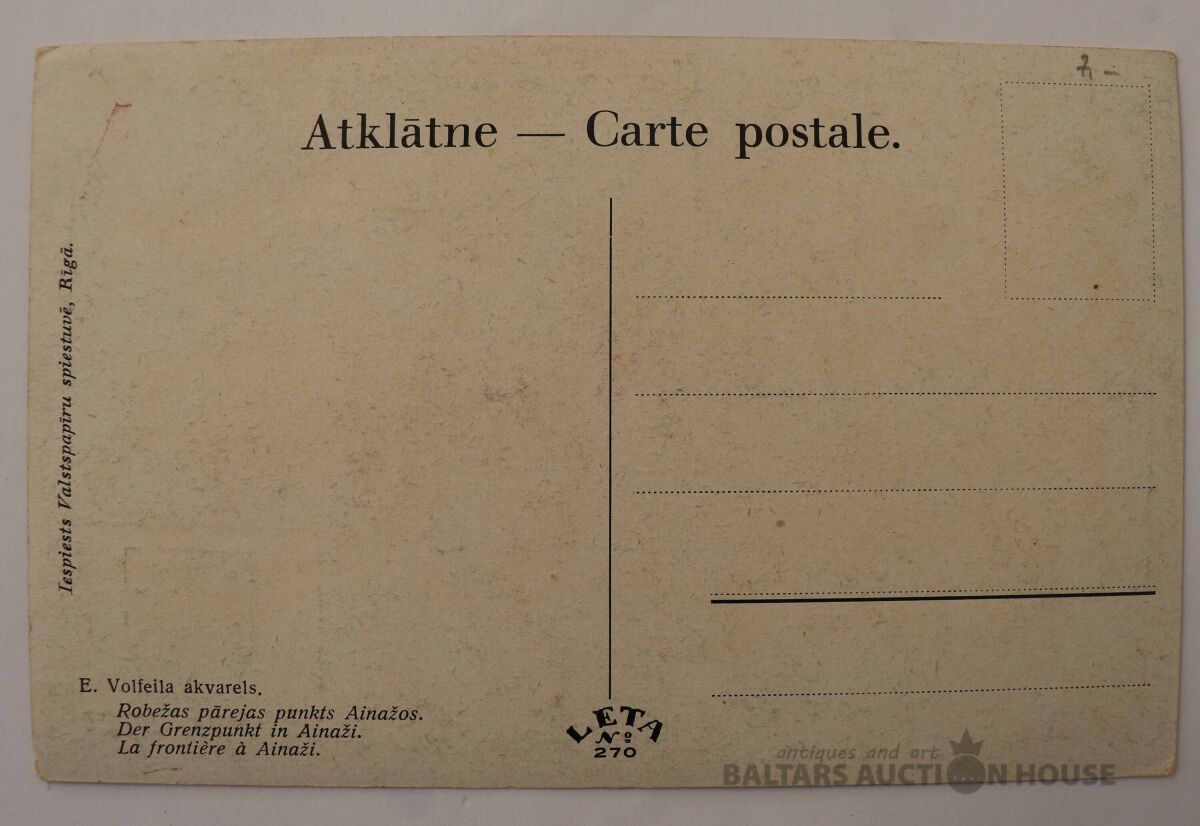 Atklātne — Carte postale.
Iespiests Valstspapīru spiestuvē, Rīgā.
E. Volfeila akvarels.
Robežas pārejas punkts Ainažos.
Der Grenzpunkt in Ainaži.
La frontière à Ainaži.
LETA
№
270
antiques and art
BALTARS AUCTION HOUSE